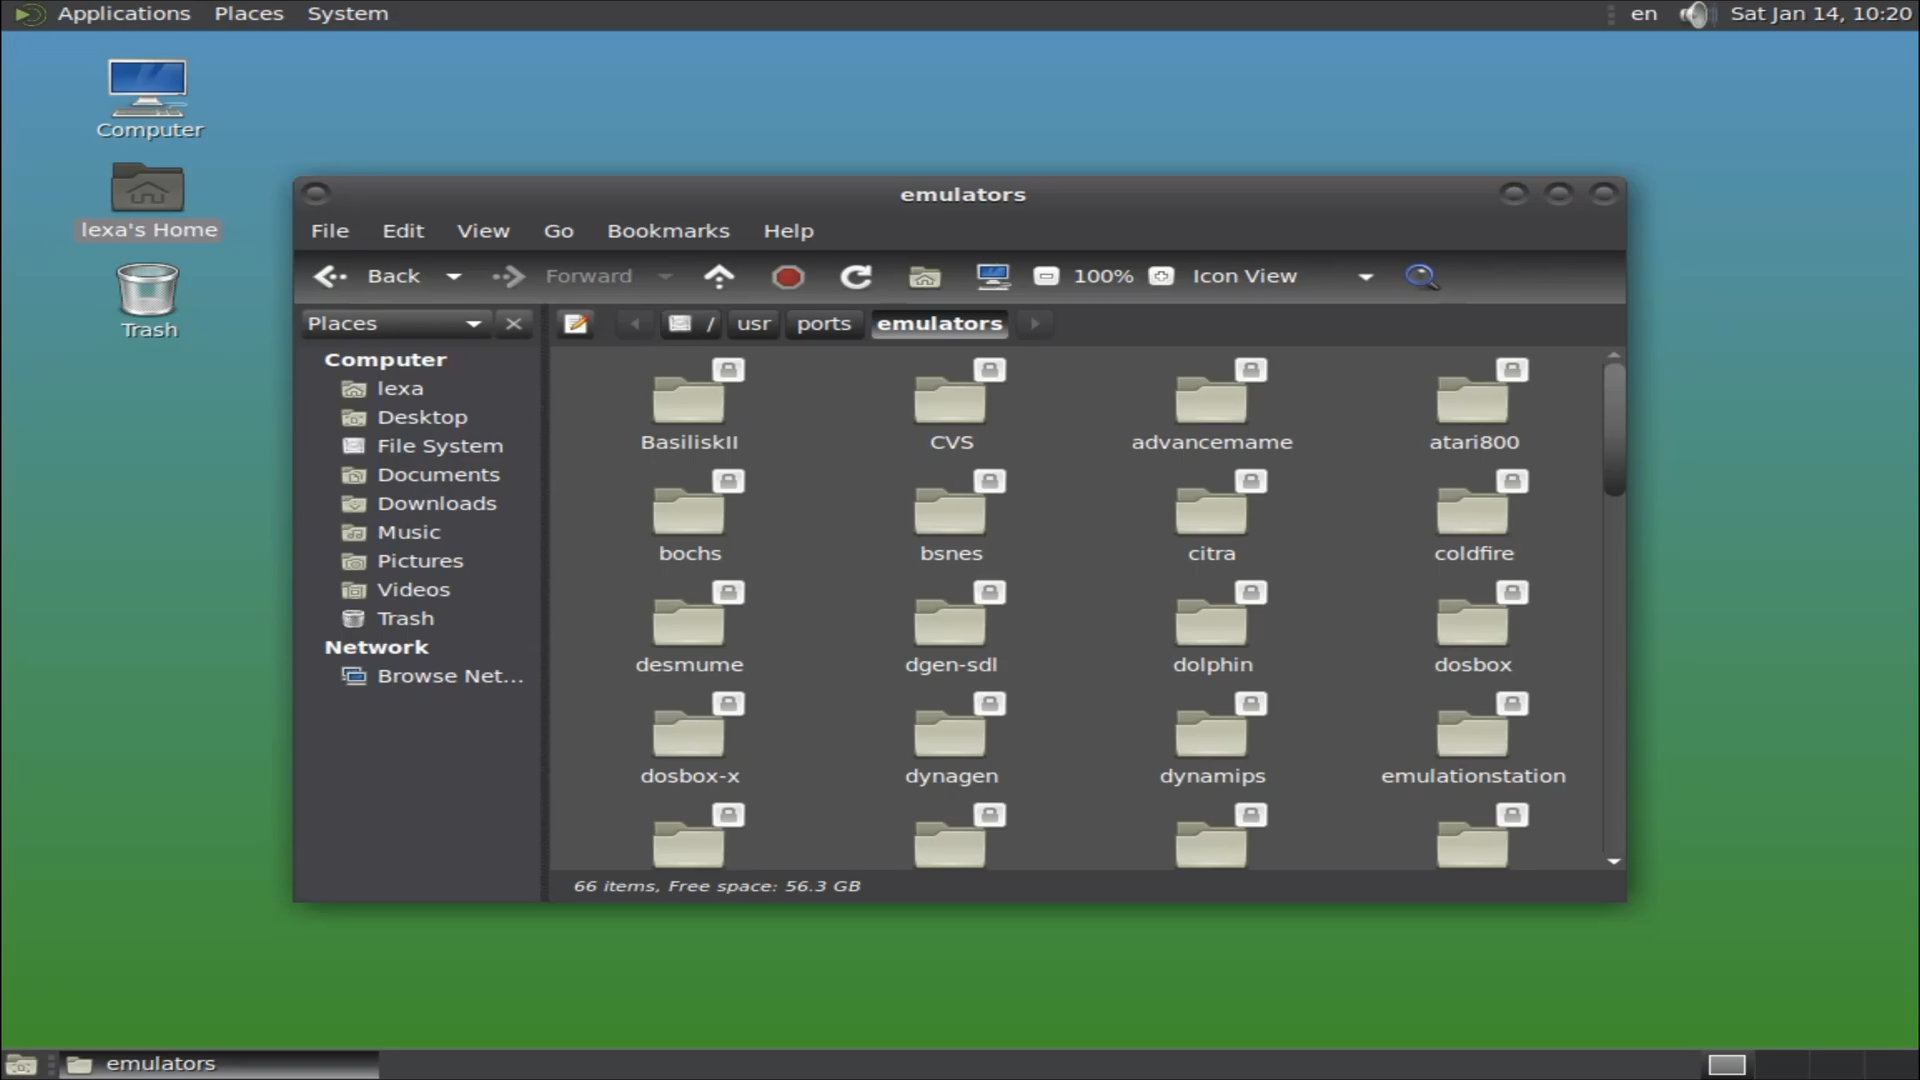 Applications Places System
en Sat Jan 14, 10:20
Computer
lexa's Home
Trash
emulators
File Edit View Go Bookmarks Help
Back Forward 100% Icon View
Places / usr ports emulators
Computer
lexa
Desktop
File System
Documents
Downloads
Music
Pictures
Videos
Trash
Network
Browse Net...
BasiliskII CVS advancemame atari800
bochs bsnes citra coldfire
desmume dgen-sdl dolphin dosbox
dosbox-x dynagen dynamips emulationstation
66 items, Free space: 56.3 GB
emulators